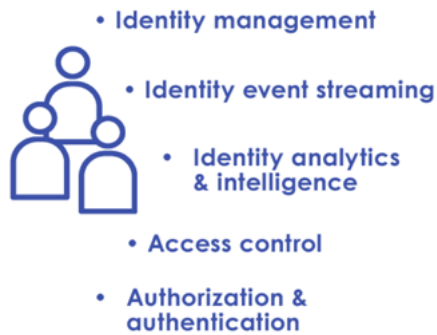 • Identity management
• Identity event streaming
• Identity analytics
& intelligence
• Access control
• Authorization &
authentication